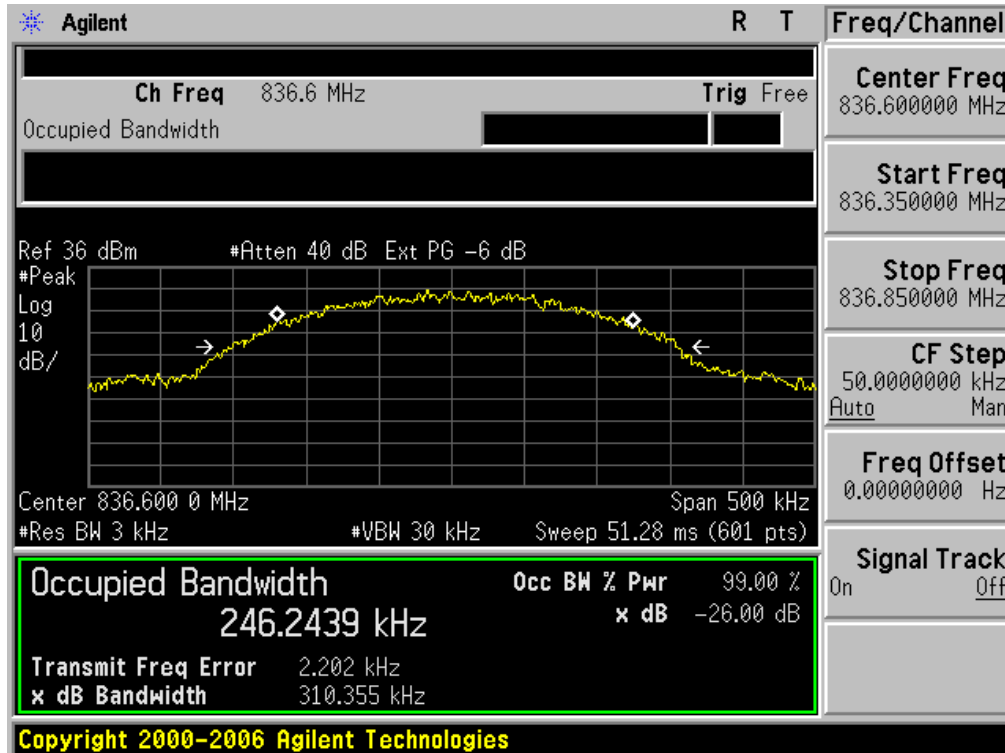 Agilent R T Freq/Channel
Ch Freq 836.6 MHz Trig Free
Occupied Bandwidth
Center Freq
836.600000 MHz
Start Freq
836.350000 MHz
Stop Freq
836.850000 MHz
CF Step
50.0000000 kHz
Auto Man
Freq Offset
0.00000000 Hz
Signal Track
On Off
Ref 36 dBm #Atten 40 dB Ext PG -6 dB
#Peak
Log
10
dB/
Center 836.600 0 MHz Span 500 kHz
#Res BW 3 kHz #VBW 30 kHz Sweep 51.28 ms (601 pts)
Occupied Bandwidth Occ BW % Pwr 99.00 %
246.2439 kHz x dB -26.00 dB
Transmit Freq Error 2.202 kHz
x dB Bandwidth 310.355 kHz
Copyright 2000-2006 Agilent Technologies